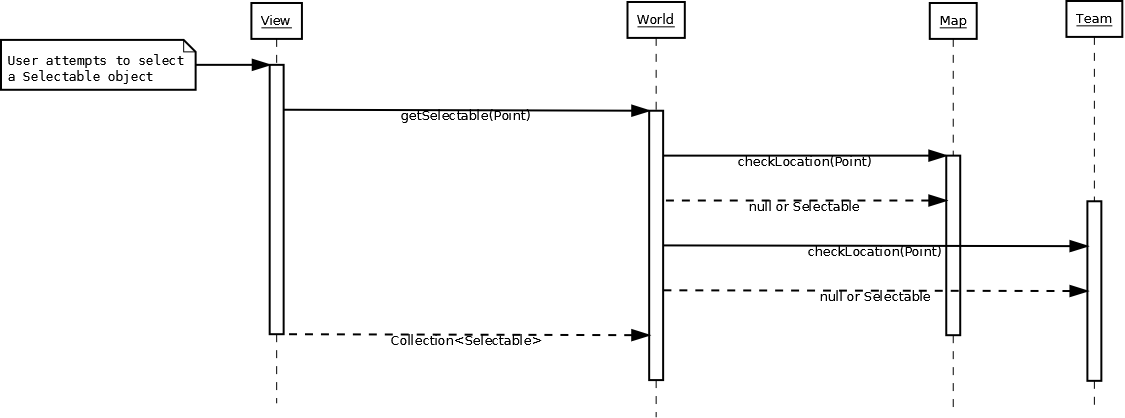 View
World
Map
Team
User attempts to select
a Selectable object
getSelectable(Point)
checkLocation(Point)
null or Selectable
checkLocation(Point)
null or Selectable
Collection<Selectable>